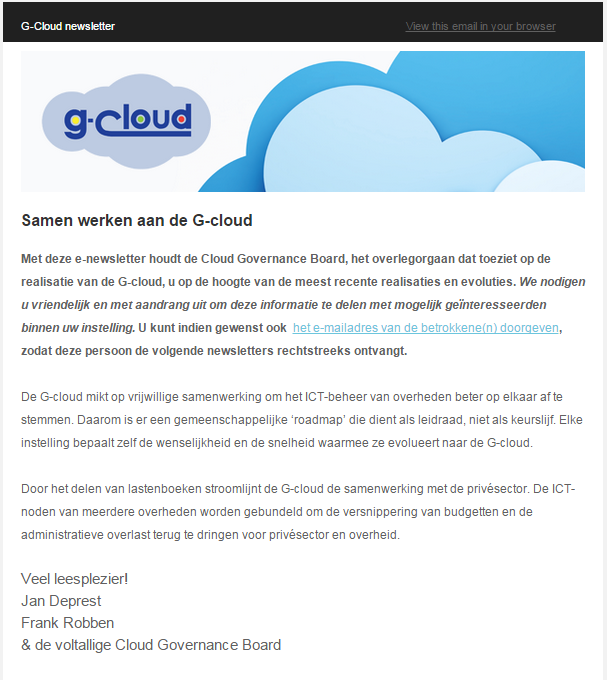 G-Cloud newsletter View this email in your browser
g-cloud
Samen werken aan de G-cloud
Met deze e-newsletter houdt de Cloud Governance Board, het overlegorgaan dat toeziet op de
realisatie van de G-cloud, u op de hoogte van de meest recente realisaties en evoluties. We nodigen
u vriendelijk en met aandrang uit om deze informatie te delen met mogelijk geïnteresseerden
binnen uw instelling. U kunt indien gewenst ook het e-mailadres van de betrokkene(n) doorgeven,
zodat deze persoon de volgende newsletters rechtstreeks ontvangt.
De G-cloud mikt op vrijwillige samenwerking om het ICT-beheer van overheden beter op elkaar af te
stemmen. Daarom is er een gemeenschappelijke ‘roadmap’ die dient als leidraad, niet als keurslijf. Elke
instelling bepaalt zelf de wenselijkheid en de snelheid waarmee ze evolueert naar de G-cloud.
Door het delen van lastenboeken stroomlijnt de G-cloud de samenwerking met de privésector. De ICT-
noden van meerdere overheden worden gebundeld om de versnippering van budgetten en de
administratieve overlast terug te dringen voor privésector en overheid.
Veel leesplezier!
Jan Deprest
Frank Robben
& de voltallige Cloud Governance Board